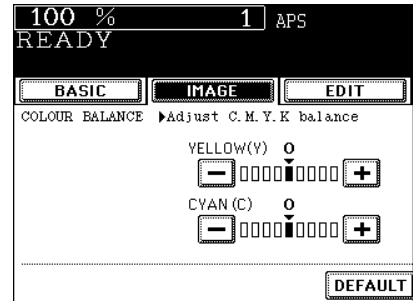 100 % 1 APS
READY
BASIC IMAGE EDIT
COLOUR BALANCE ▶Adjust C.M.Y.K balance
YELLOW(Y) 0
− +
CYAN(C) 0
− +
DEFAULT